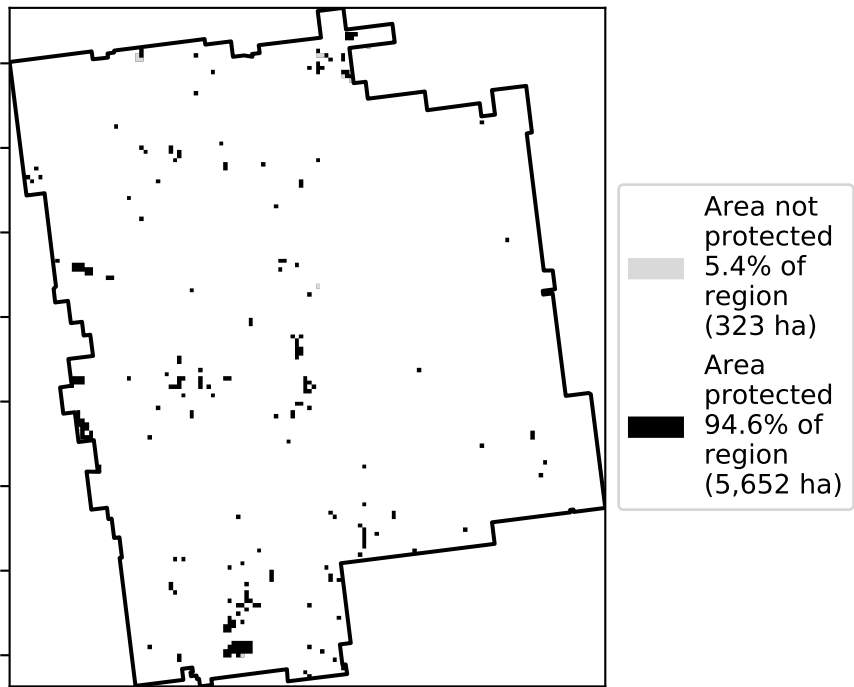 Area not
protected
5.4% of
region
(323 ha)
Area
protected
94.6% of
region
(5,652 ha)